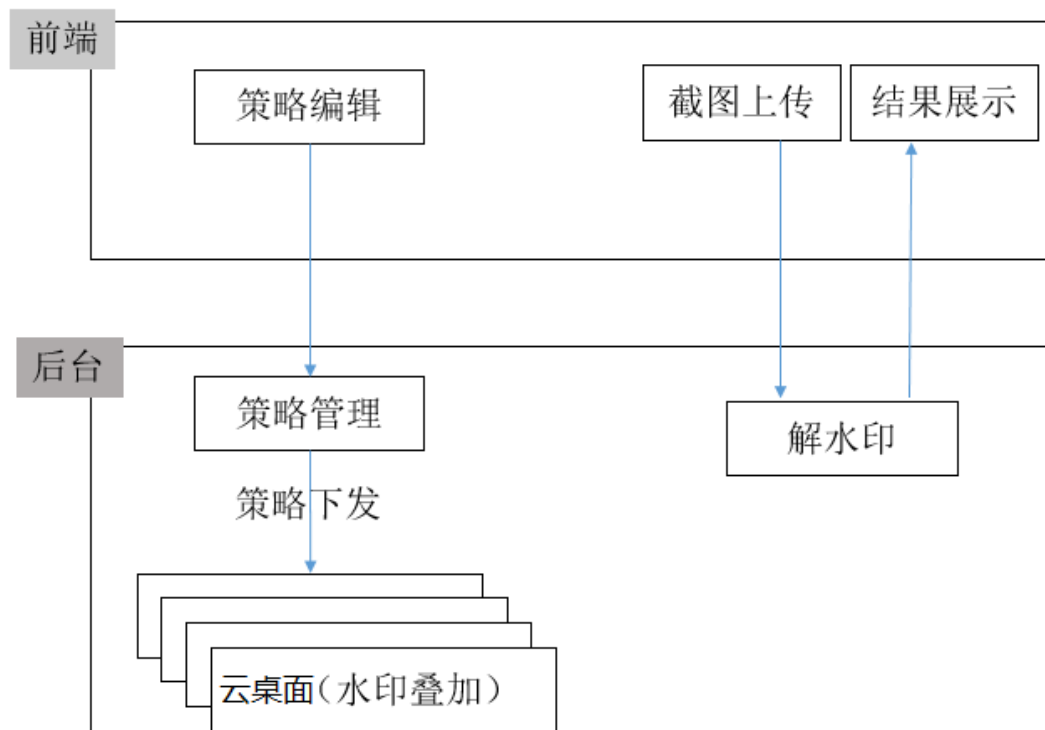 前端
策略编辑
截图上传
结果展示
后台
策略管理
解水印
策略下发
云桌面（水印叠加）